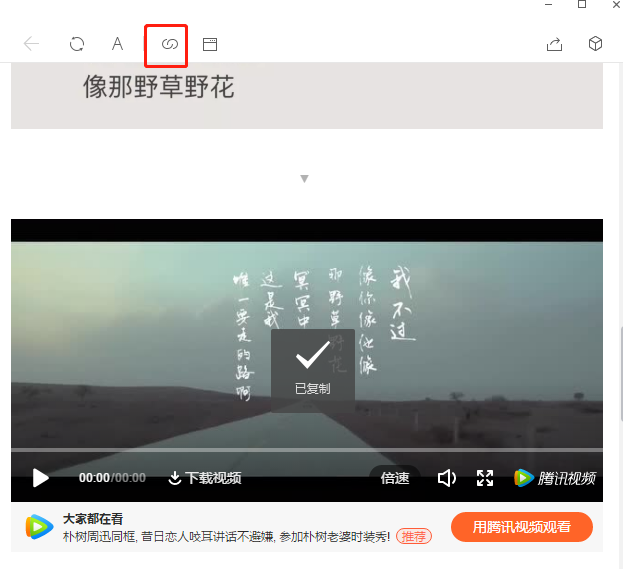 A
像那野草野花
我不过
像你像他像
那野草野花
冥冥中
这是我
唯一要走的路啊
已复制
00:00/00:00
下载视频
倍速
腾讯视频
大家都在看
朴树周迅同框, 昔日恋人咬耳讲话不避嫌, 参加朴树老婆时装秀!
推荐
用腾讯视频观看